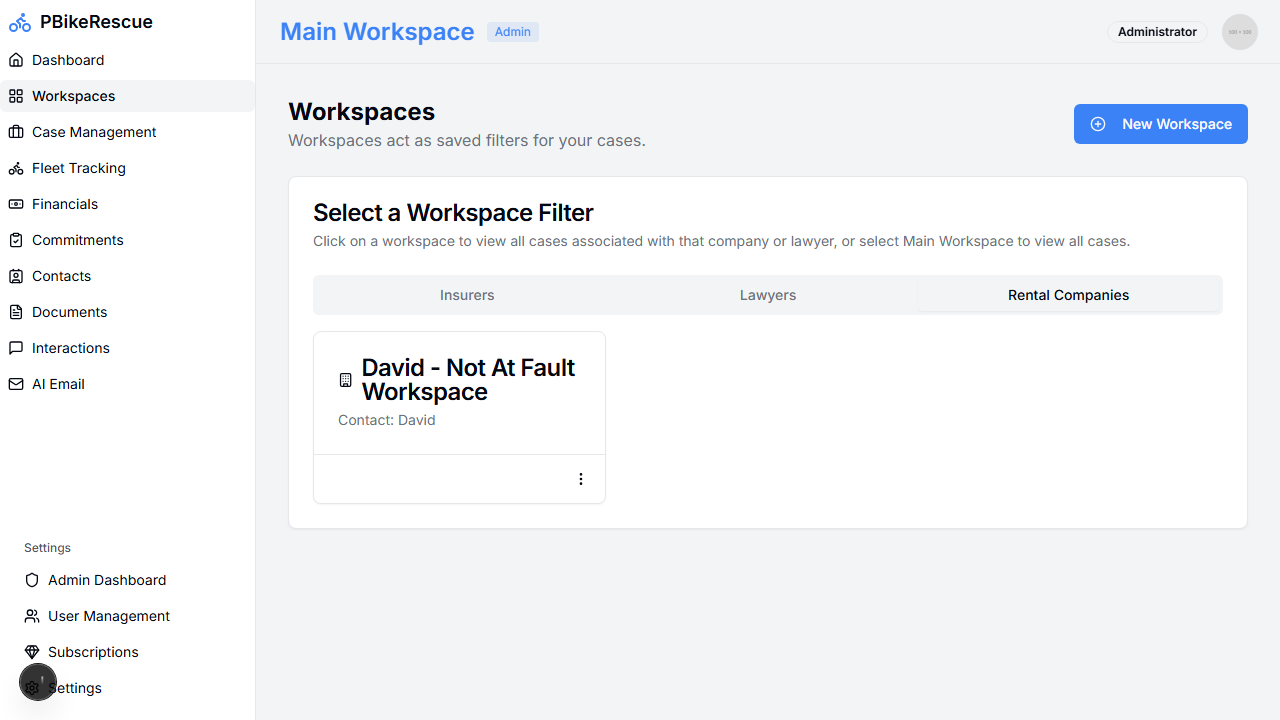 PBikeRescue
Dashboard
Workspaces
Case Management
Fleet Tracking
Financials
Commitments
Contacts
Documents
Interactions
AI Email
Settings
Admin Dashboard
User Management
Subscriptions
Settings
Main Workspace
Admin
Administrator
Workspaces
Workspaces act as saved filters for your cases.
New Workspace
Select a Workspace Filter
Click on a workspace to view all cases associated with that company or lawyer, or select Main Workspace to view all cases.
Insurers
Lawyers
Rental Companies
David - Not At Fault
Workspace
Contact: David